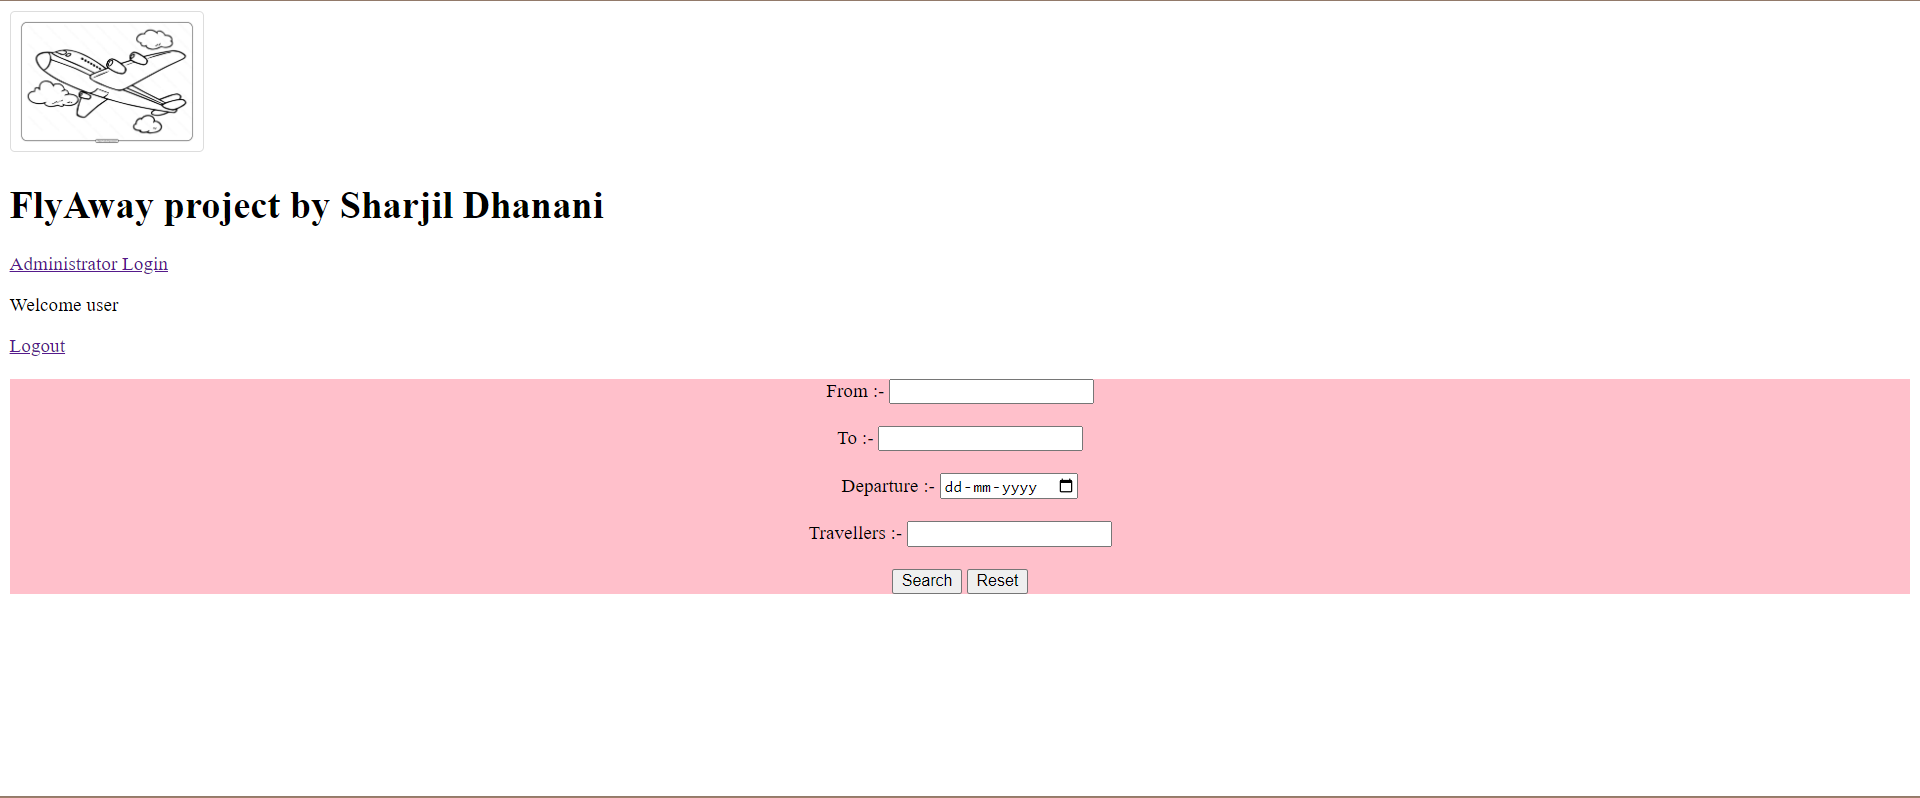 FlyAway project by Sharjil Dhanani
Administrator Login
Welcome user
Logout
From :-
To :-
Departure :- dd-mm-yyyy
Travellers :-
Search Reset